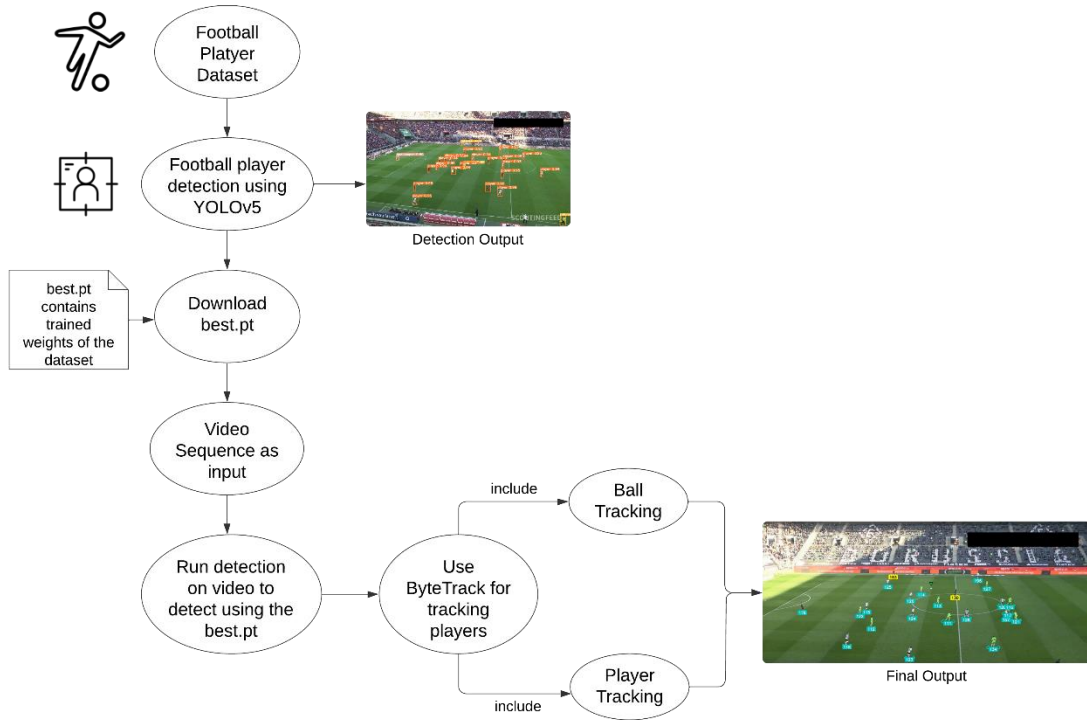 Football
Platyer
Dataset
Football player
detection using
YOLOv5
SCOUTINGFEED
Detection Output
best.pt
contains
trained
weights of the
dataset
Download
best.pt
Video
Sequence as
input
Run detection
on video to
detect using the
best.pt
Use
ByteTrack for
tracking
players
include
Ball
Tracking
include
Player
Tracking
BORUSSIA
Final Output